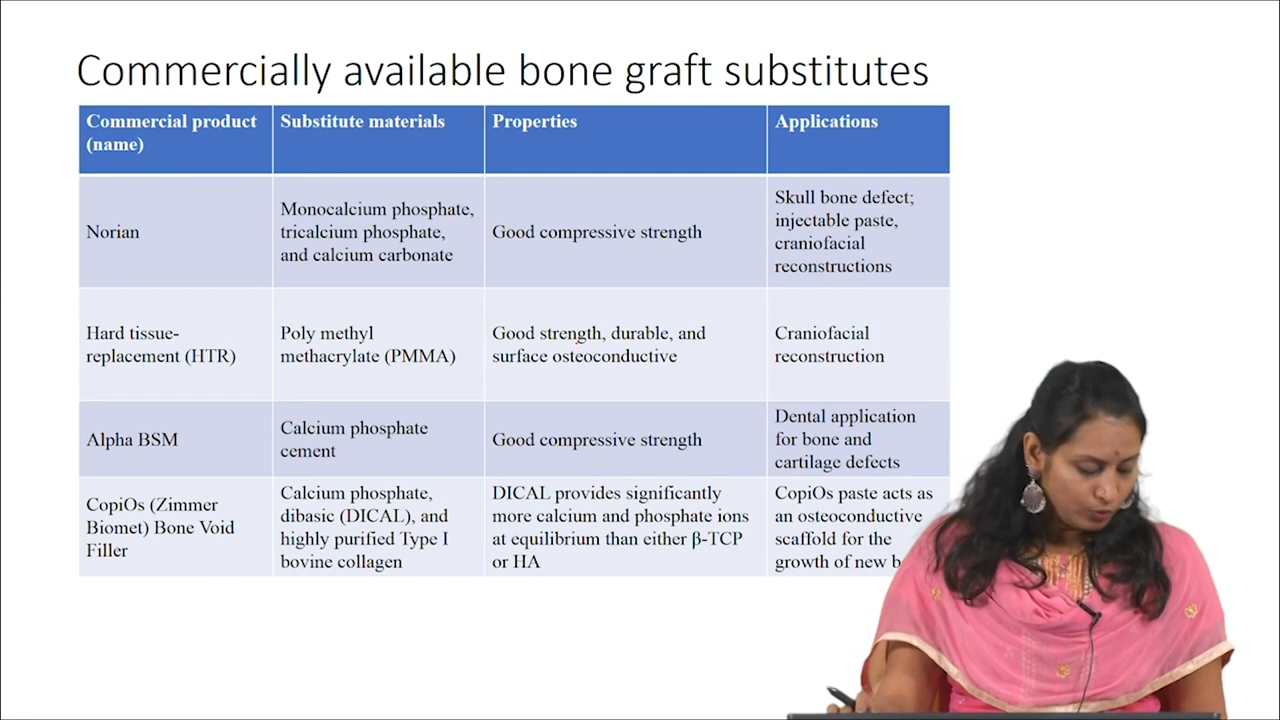 Commercially available bone graft substitutes
Commercial product
(name)
Substitute materials
Properties
Applications
Norian
Monocalcium phosphate,
tricalcium phosphate,
and calcium carbonate
Good compressive strength
Skull bone defect;
injectable paste,
craniofacial
reconstructions
Hard tissue-
replacement (HTR)
Poly methyl
methacrylate (PMMA)
Good strength, durable, and
surface osteoconductive
Craniofacial
reconstruction
Alpha BSM
Calcium phosphate
cement
Good compressive strength
Dental application
for bone and
cartilage defects
CopiOs (Zimmer
Biomet) Bone Void
Filler
Calcium phosphate,
dibasic (DICAL), and
highly purified Type I
bovine collagen
DICAL provides significantly
more calcium and phosphate ions
at equilibrium than either β-TCP
or HA
CopiOs paste acts as
an osteoconductive
scaffold for the
growth of new